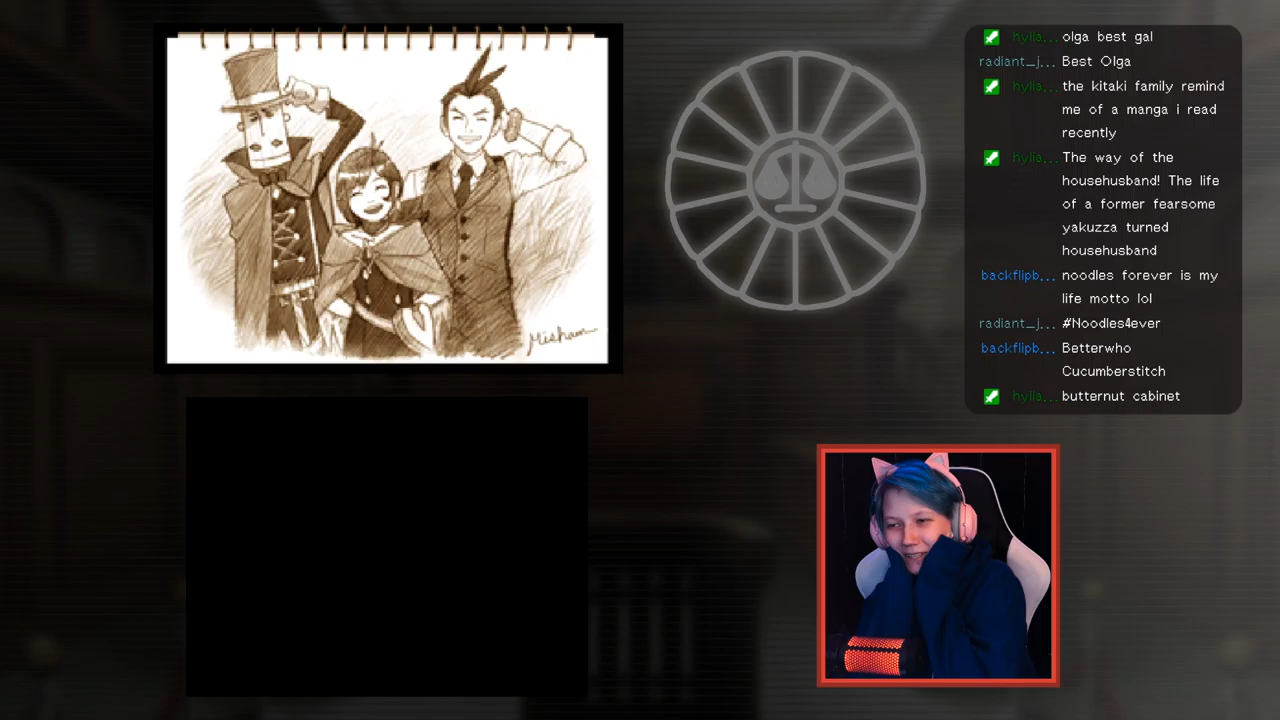 Misham
hylia... olga best gal
radiant_j... Best Olga
hylia... the kitaki family remind
me of a manga i read
recently
hylia... The way of the
househusband! The life
of a former fearsome
yakuzza turned
househusband
backflipb... noodles forever is my
life motto lol
radiant_j... #Noodles4ever
backflipb... Betterwho
Cucumberstitch
hylia... butternut cabinet